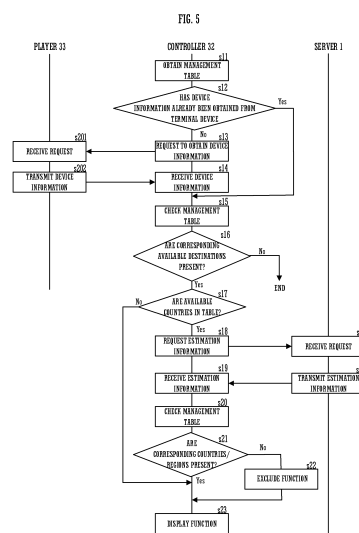 FIG. 5
PLAYER 33
CONTROLLER 32
SERVER 1
s11
OBTAIN MANAGEMENT
TABLE
s12
HAS DEVICE
INFORMATION ALREADY BEEN OBTAINED FROM
TERMINAL DEVICE
Yes
No
s201
RECEIVE REQUEST
s13
REQUEST TO OBTAIN DEVICE
INFORMATION
s202
TRANSMIT DEVICE
INFORMATION
s14
RECEIVE DEVICE
INFORMATION
s15
CHECK MANAGEMENT
TABLE
s16
ARE CORRESPONDING
AVAILABLE DESTINATIONS
PRESENT?
No
Yes
END
s17
No
ARE AVAILABLE
COUNTRIES IN TABLE?
Yes
s18
REQUEST ESTIMATION
INFORMATION
RECEIVE REQUEST
s19
RECEIVE ESTIMATION
INFORMATION
TRANSMIT ESTIMATION
INFORMATION
s20
CHECK MANAGEMENT
TABLE
s21
ARE
CORRESPONDING COUNTRIES/
REGIONS PRESENT?
No
Yes
s22
EXCLUDE FUNCTION
s23
DISPLAY FUNCTION